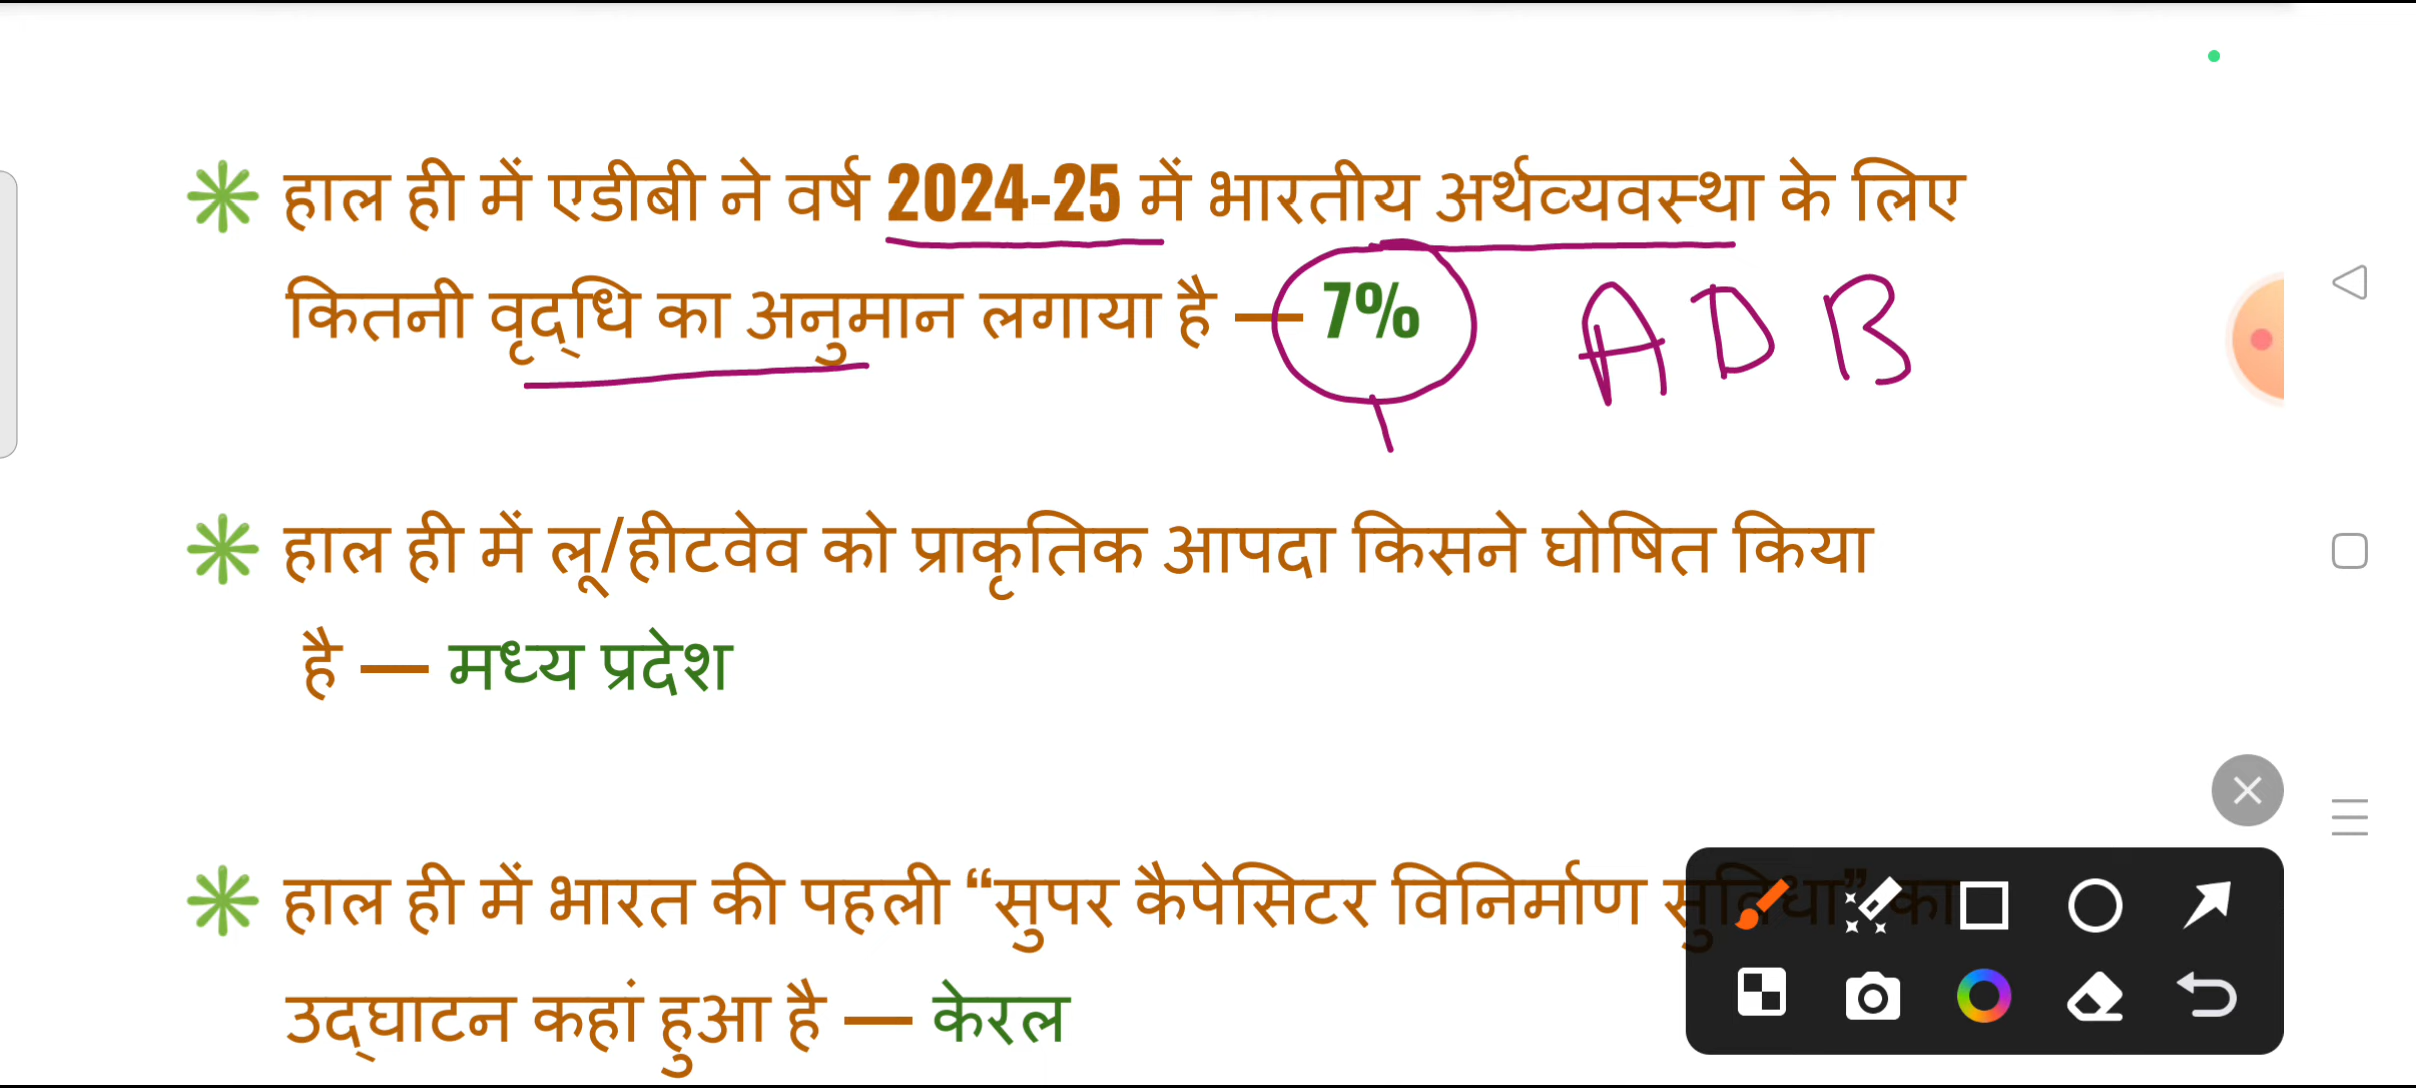 हाल ही में एडीबी ने वर्ष 2024-25 में भारतीय अर्थव्यवस्था के लिए
कितनी वृद्धि का अनुमान लगाया है — 7% ADB
हाल ही में लू/हीटवेव को प्राकृतिक आपदा किसने घोषित किया
है — मध्य प्रदेश
हाल ही में भारत की पहली “सुपर कैपेसिटर विनिर्माण सुविधा” का
उद्घाटन कहां हुआ है — केरल